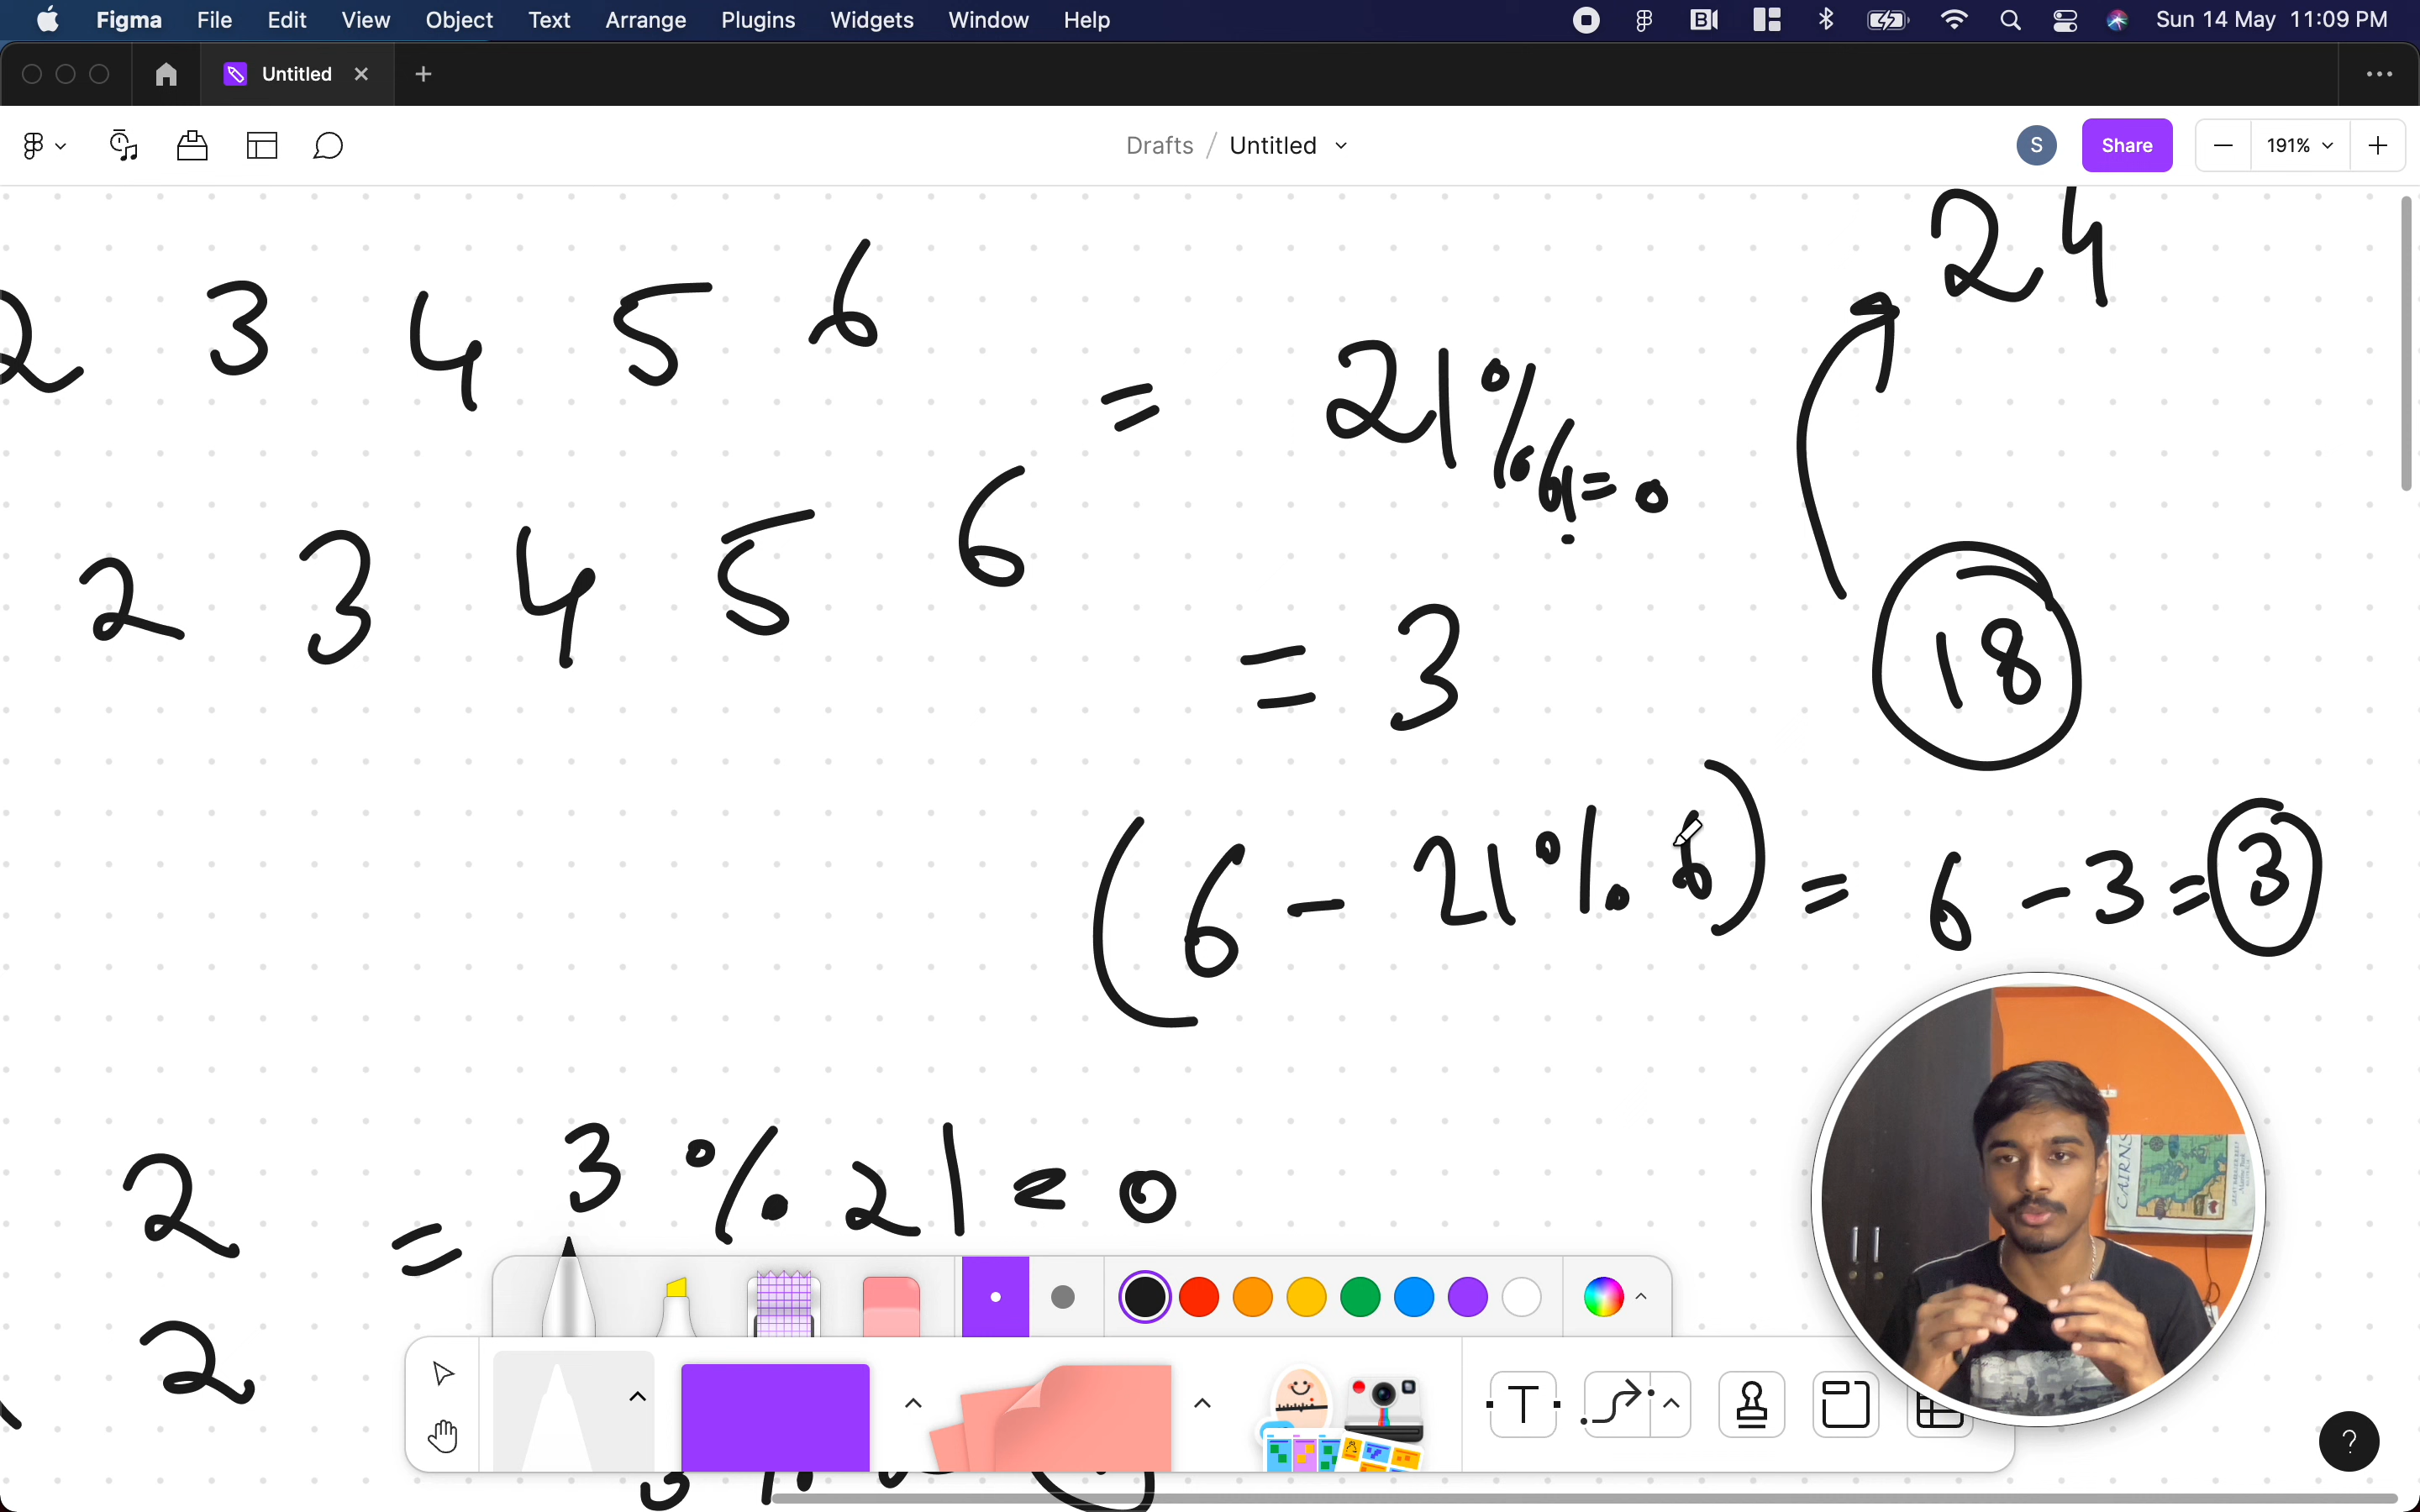 Figma File Edit View Object Text Arrange Plugins Widgets Window Help Sun 14 May 11:09 PM
Untitled
Drafts / Untitled S Share 191%
24
2 3 4 5 6 = 21%6 = 0
2 3 4 5 6 = 3
18
(6 - 21%6) = 6 - 3 = 3
2 = 3 % 21 = 0
2
CAIRNS
T
?